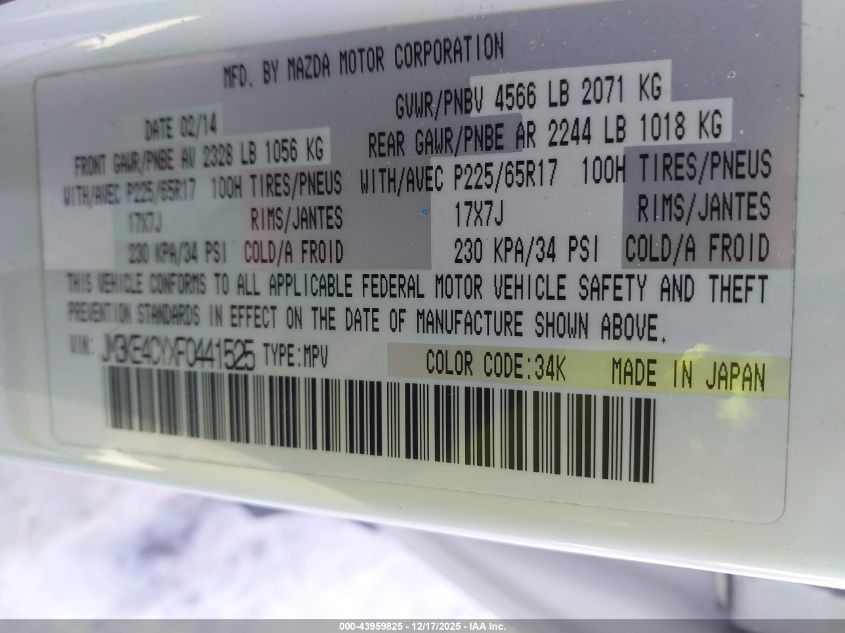 MFD. BY MAZDA MOTOR CORPORATION
DATE 02/14 GVWR/PNBV 4566 LB 2071 KG
FRONT GAWR/PNBE AV 2328 LB 1056 KG REAR GAWR/PNBE AR 2244 LB 1018 KG
WITH/AVEC P225/65R17 100H TIRES/PNEUS WITH/AVEC P225/65R17 100H TIRES/PNEUS
17X7J RIMS/JANTES 17X7J RIMS/JANTES
230 KPA/34 PSI COLD/A FROID 230 KPA/34 PSI COLD/A FROID
THIS VEHICLE CONFORMS TO ALL APPLICABLE FEDERAL MOTOR VEHICLE SAFETY AND THEFT
PREVENTION STANDARDS IN EFFECT ON THE DATE OF MANUFACTURE SHOWN ABOVE.
VIN: JM3KE4CYXF0441525 TYPE:MPV COLOR CODE:34K MADE IN JAPAN
000-43959825 - 12/17/2025 - IAA Inc.